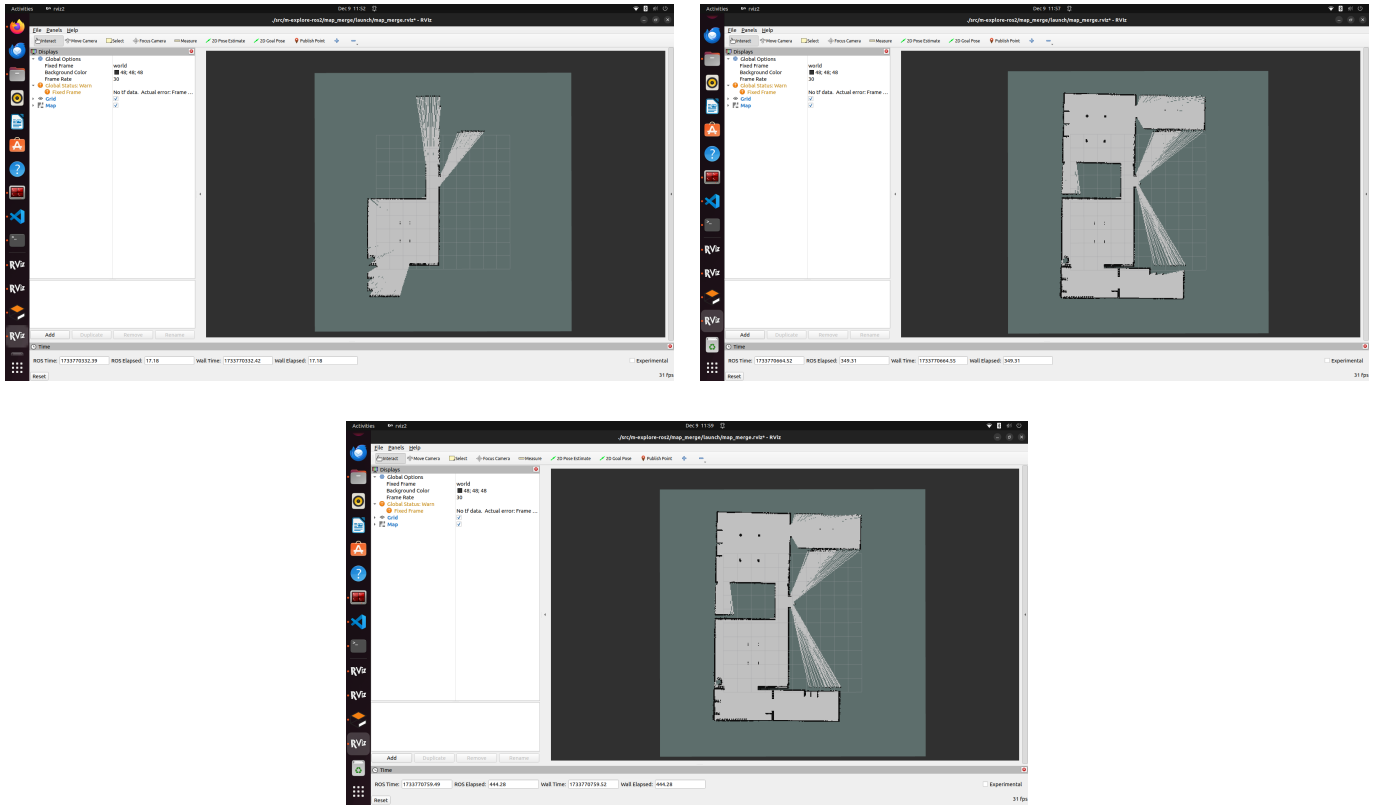 Activities rviz2 Dec 9 11:52
./src/m-explore-ros2/map_merge/launch/map_merge.rviz* - RViz
File Panels Help
Interact Move Camera Select Focus Camera Measure 2D Pose Estimate 2D Goal Pose Publish Point
Displays
Global Options
Fixed Frame world
Background Color 48; 48; 48
Frame Rate 30
Global Status: Warn
Fixed Frame No tf data. Actual error: Frame ...
Grid
Map
Add Duplicate Remove Rename
Time
ROS Time: 1733770332.39 ROS Elapsed: 17.18 Wall Time: 1733770332.42 Wall Elapsed: 17.18 Experimental
Reset 31 fps
RViz
RViz
RViz
Activities rviz2 Dec 9 11:57
./src/m-explore-ros2/map_merge/launch/map_merge.rviz* - RViz
File Panels Help
Interact Move Camera Select Focus Camera Measure 2D Pose Estimate 2D Goal Pose Publish Point
Displays
Global Options
Fixed Frame world
Background Color 48; 48; 48
Frame Rate 30
Global Status: Warn
Fixed Frame No tf data. Actual error: Frame ...
Grid
Map
Add Duplicate Remove Rename
Time
ROS Time: 1733770664.52 ROS Elapsed: 349.31 Wall Time: 1733770664.55 Wall Elapsed: 349.31 Experimental
Reset 31 fps
RViz
RViz
RViz
Activities rviz2 Dec 9 11:59
./src/m-explore-ros2/map_merge/launch/map_merge.rviz* - RViz
File Panels Help
Interact Move Camera Select Focus Camera Measure 2D Pose Estimate 2D Goal Pose Publish Point
Displays
Global Options
Fixed Frame world
Background Color 48; 48; 48
Frame Rate 30
Global Status: Warn
Fixed Frame No tf data. Actual error: Frame ...
Grid
Map
Add Duplicate Remove Rename
Time
ROS Time: 1733770759.49 ROS Elapsed: 444.28 Wall Time: 1733770759.52 Wall Elapsed: 444.28 Experimental
Reset 31 fps
RViz
RViz
RViz